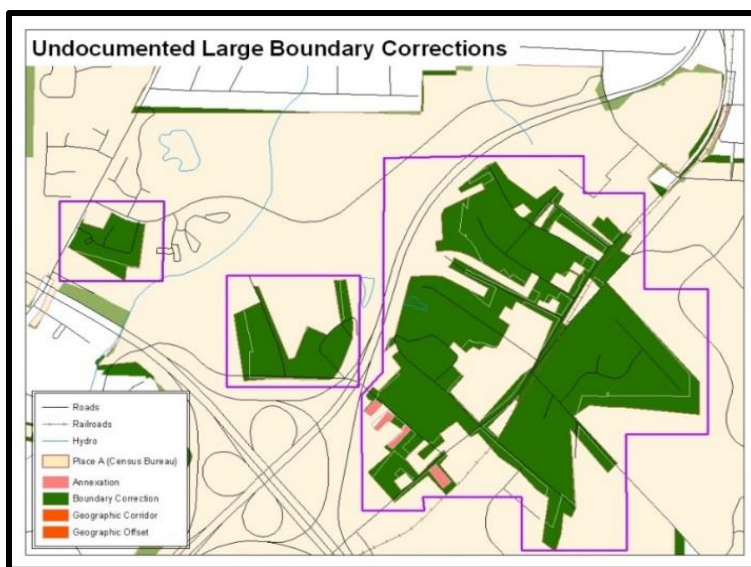 Undocumented Large Boundary Corrections
Roads
Railroads
Hydro
Place A (Census Bureau)
Annexation
Boundary Correction
Geographic Corridor
Geographic Offset